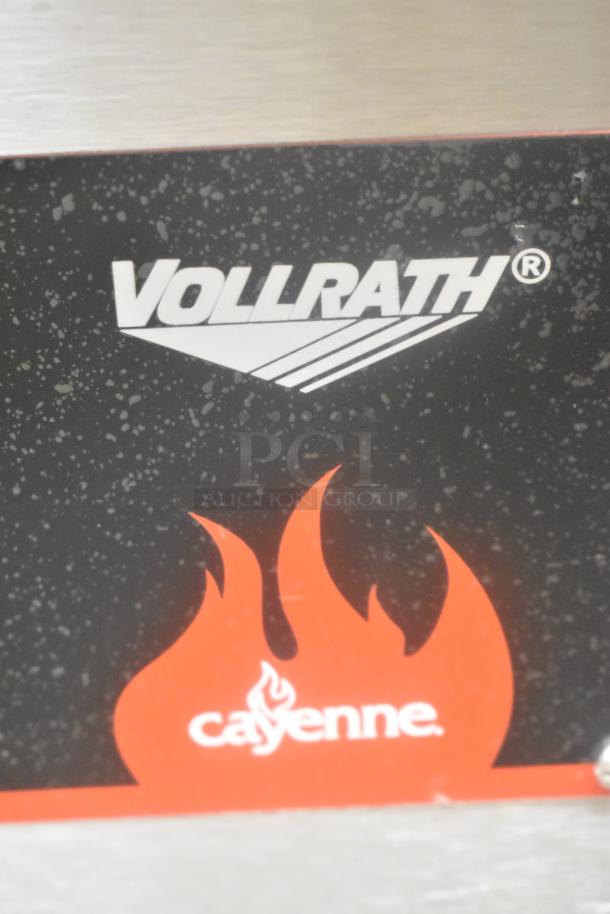 VOLLRATH®
PCI
AUCTION GROUP
cayenne.